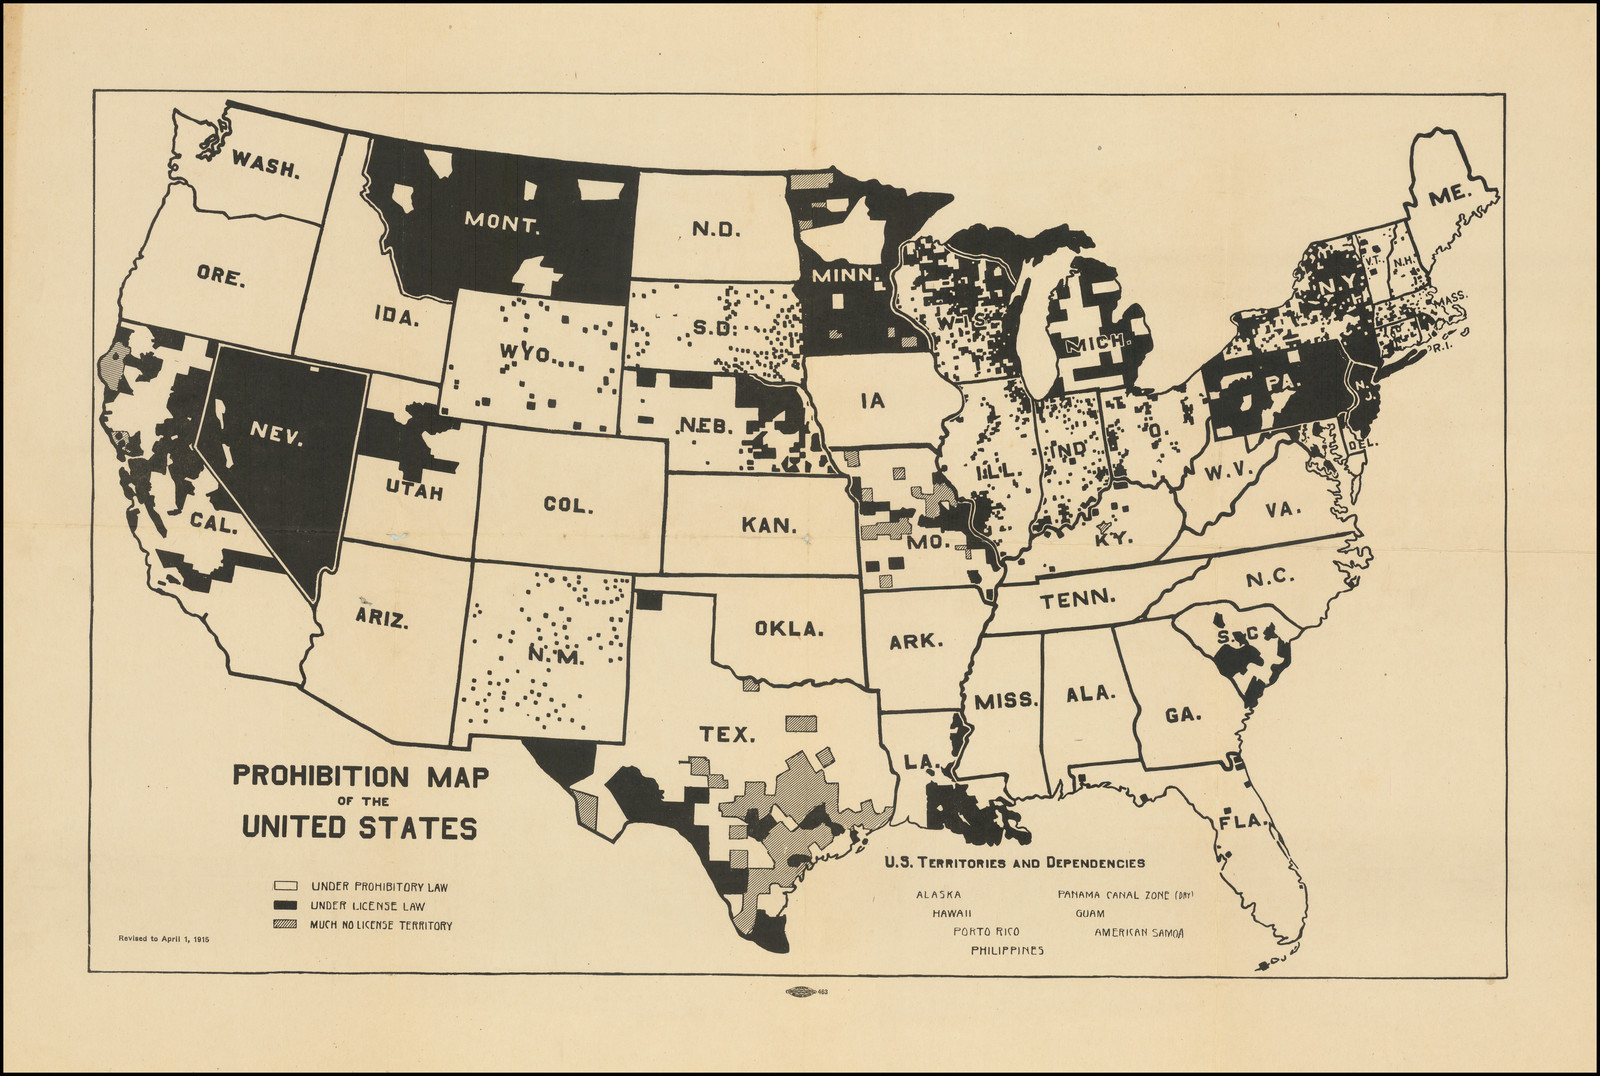 WASH.
MONT.
N.D.
MINN.
ME.
ORE.
IDA.
WYO.
S.D.
WIS.
MICH.
N.Y.
V.T.
N.H.
MASS.
R.I.
NEV.
UTAH
NEB.
IA
ILL.
IND
O.
PA.
N.J.
DEL.
CAL.
COL.
KAN.
MO.
KY.
W.V.
VA.
ARIZ.
N.M.
OKLA.
ARK.
TENN.
N.C.
S.C.
TEX.
LA.
MISS.
ALA.
GA.
FLA.
PROHIBITION MAP
OF THE
UNITED STATES
UNDER PROHIBITORY LAW
UNDER LICENSE LAW
MUCH NO LICENSE TERRITORY
Revised to April 1, 1915
U.S. TERRITORIES AND DEPENDENCIES
ALASKA
HAWAII
PORTO RICO
PHILIPPINES
PANAMA CANAL ZONE (DRY)
GUAM
AMERICAN SAMOA
463